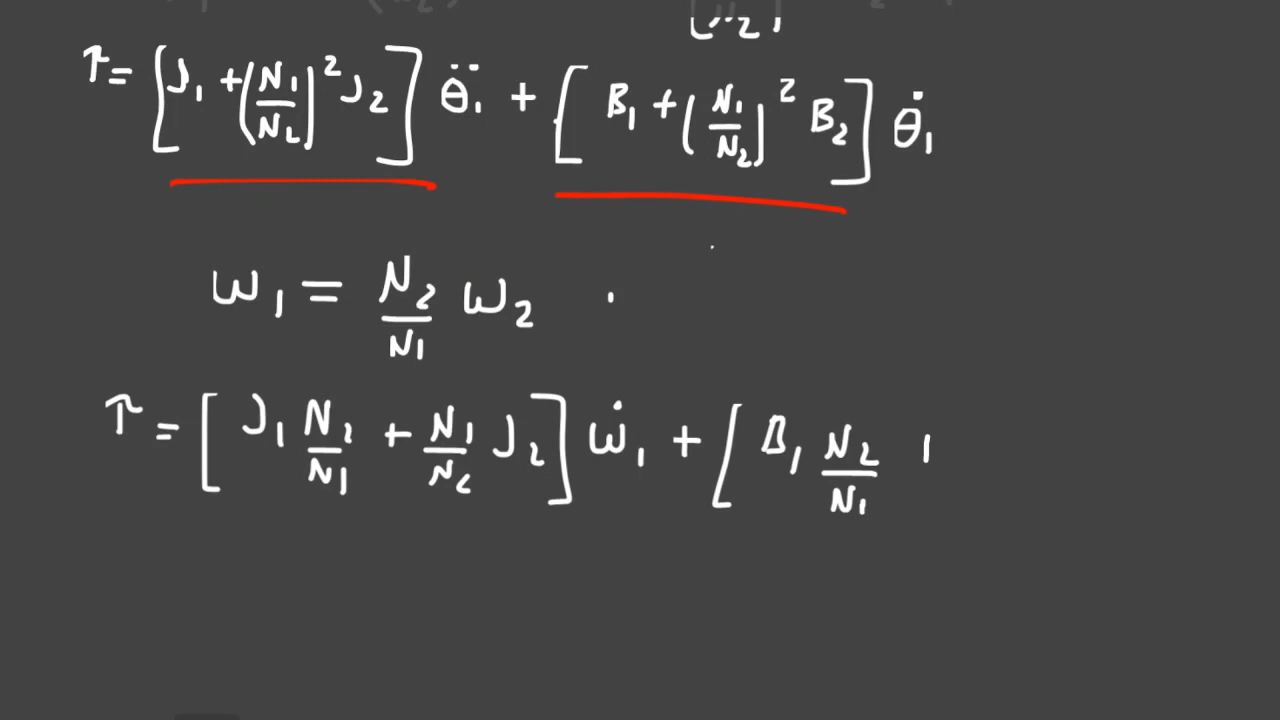 τ = [J₁ + (N₁/N₂)² J₂] θ̈₁ + [B₁ + (N₁/N₂)² B₂] θ̇₁
ω₁ = N₂/N₁ ω₂
τ = [J₁ N₂/N₁ + N₁/N₂ J₂] ω̇₁ + [B₁ N₂/N₁